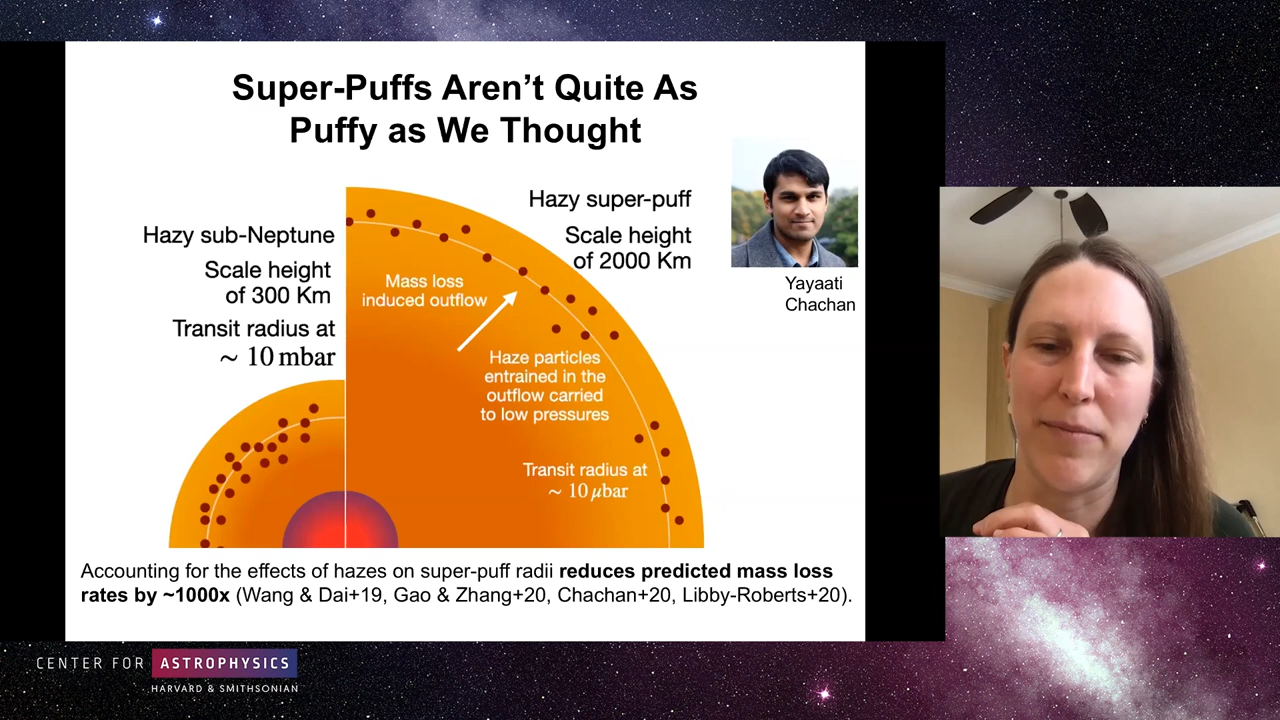 Super-Puffs Aren't Quite As
Puffy as We Thought
Hazy sub-Neptune
Scale height
of 300 Km
Transit radius at
~ 10 mbar
Hazy super-puff
Scale height
of 2000 Km
Mass loss
induced outflow
Haze particles
entrained in the
outflow carried
to low pressures
Transit radius at
~ 10 μbar
Yayaati
Chachan
Accounting for the effects of hazes on super-puff radii reduces predicted mass loss
rates by ~1000x (Wang & Dai+19, Gao & Zhang+20, Chachan+20, Libby-Roberts+20).
CENTER FOR ASTROPHYSICS
HARVARD & SMITHSONIAN